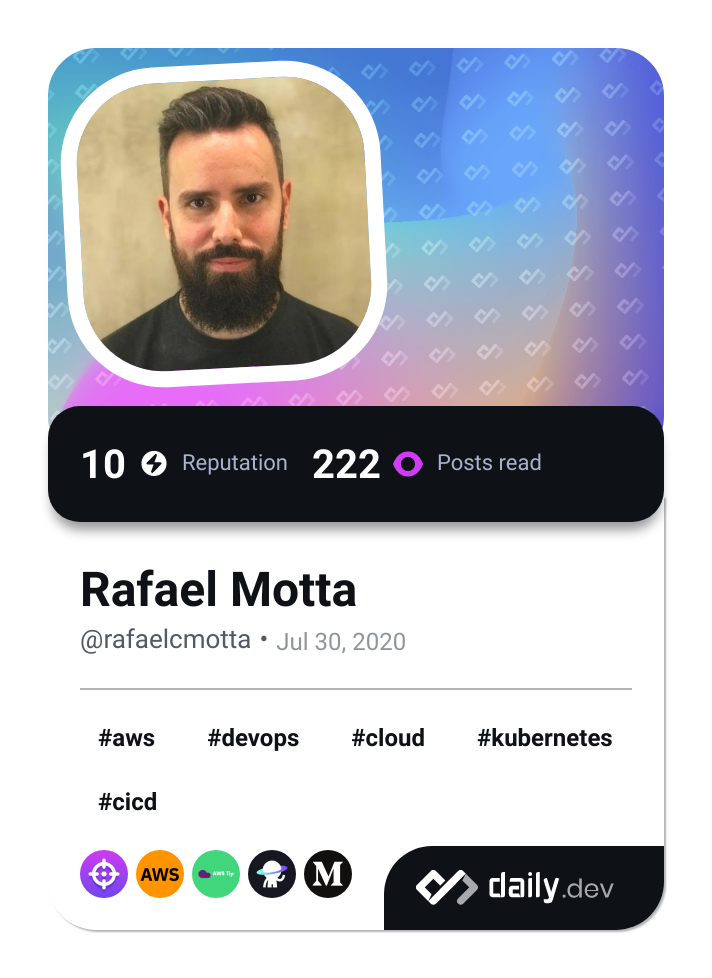 10 Reputation 222 Posts read
Rafael Motta
@rafaelcmotta • Jul 30, 2020
#aws #devops #cloud #kubernetes
#cicd
AWS AWS Tip M daily.dev